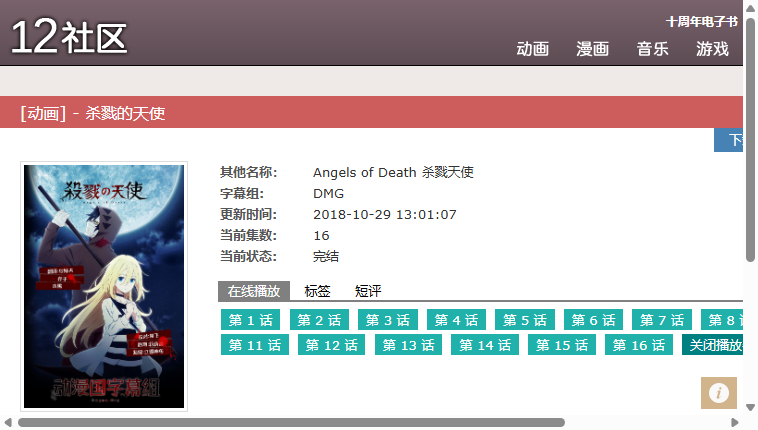 12社区
十周年电子书
动画 漫画 音乐 游戏
[动画] - 杀戮的天使
殺戮の天使
动漫国字幕组
其他名称： Angels of Death 杀戮天使
字幕组： DMG
更新时间： 2018-10-29 13:01:07
当前集数： 16
当前状态： 完结
在线播放 标签 短评
第 1 话 第 2 话 第 3 话 第 4 话 第 5 话 第 6 话 第 7 话 第 8
第 11 话 第 12 话 第 13 话 第 14 话 第 15 话 第 16 话 关闭播放